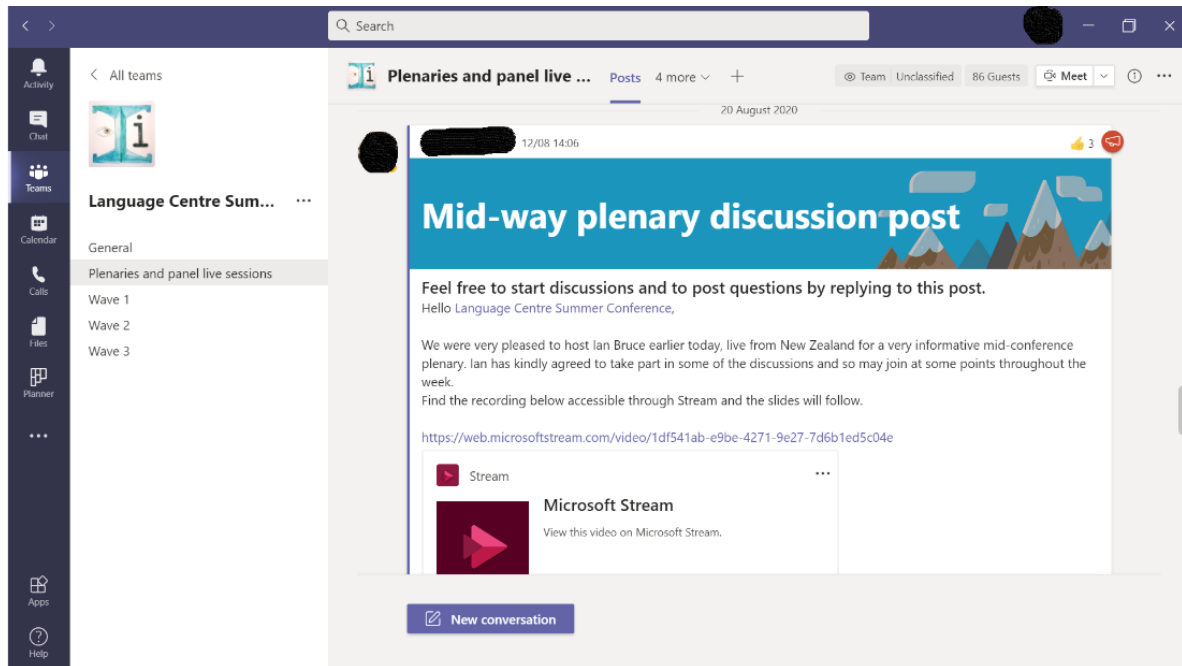 Search
Activity
Chat
Teams
Calendar
Calls
Files
Planner
Apps
Help
All teams
i
Language Centre Sum...
General
Plenaries and panel live sessions
Wave 1
Wave 2
Wave 3
i Plenaries and panel live ... Posts 4 more Team Unclassified 86 Guests Meet
20 August 2020
12/08 14:06 3
Mid-way plenary discussion post
Feel free to start discussions and to post questions by replying to this post.
Hello Language Centre Summer Conference,
We were very pleased to host Ian Bruce earlier today, live from New Zealand for a very informative mid-conference
plenary. Ian has kindly agreed to take part in some of the discussions and so may join at some points throughout the
week.
Find the recording below accessible through Stream and the slides will follow.
https://web.microsoftstream.com/video/1df541ab-e9be-4271-9e27-7d6b1ed5c04e
Stream
Microsoft Stream
View this video on Microsoft Stream.
New conversation